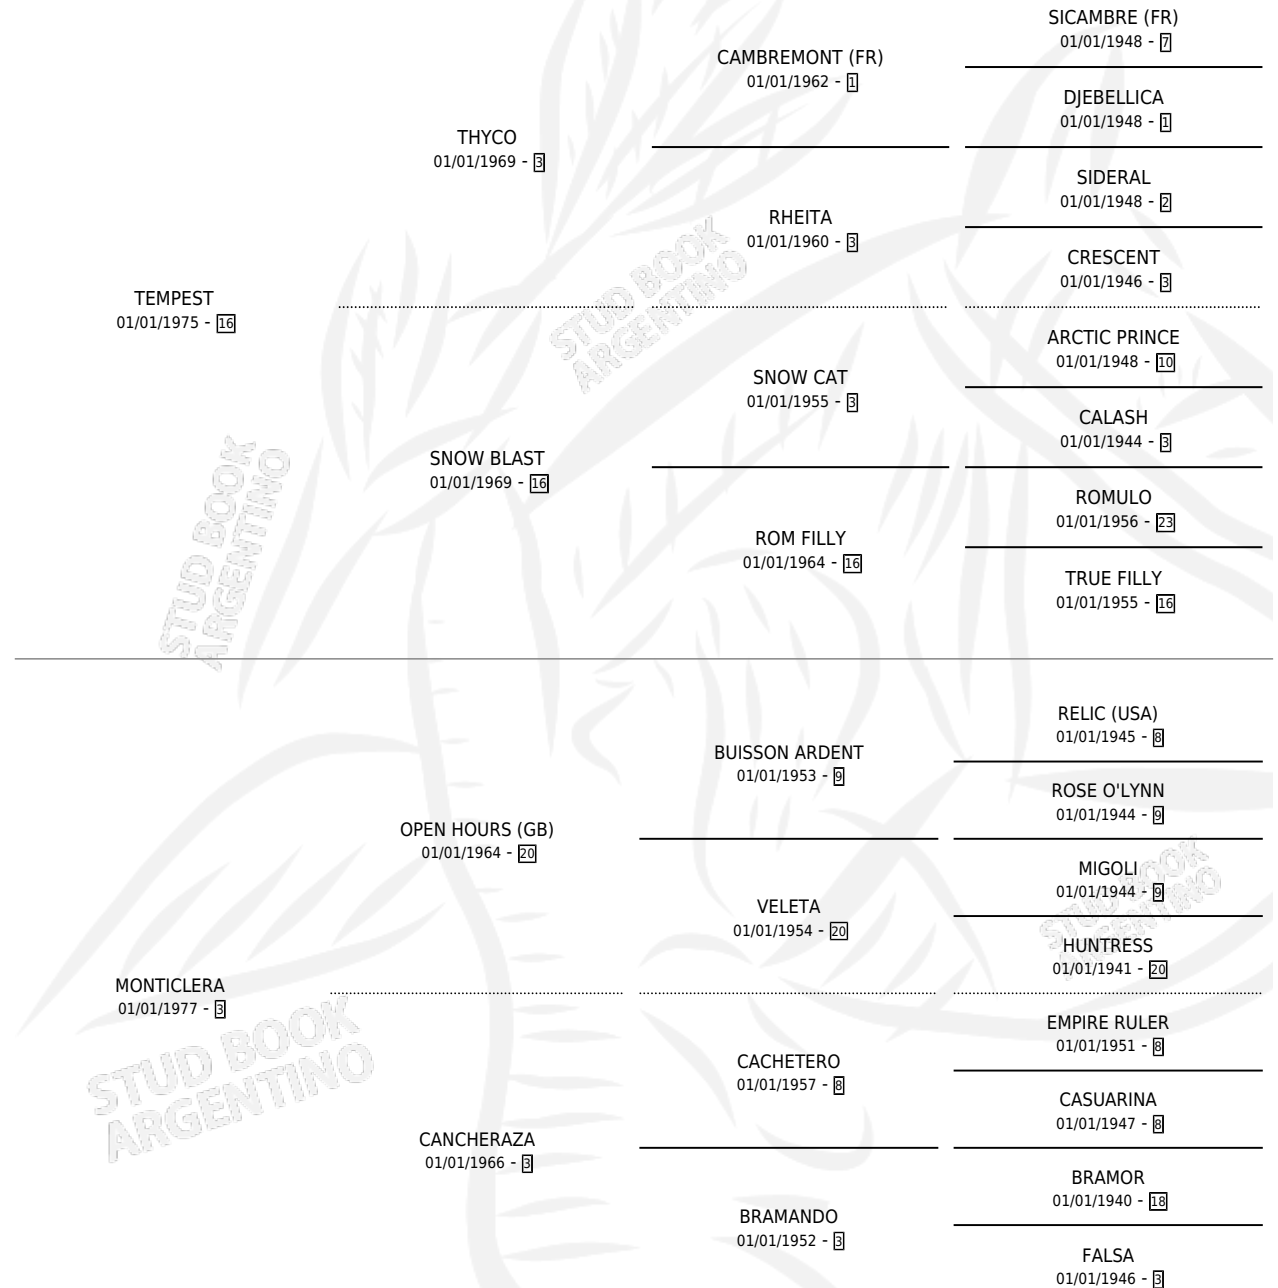 SICAMBRE (FR)
01/01/1948 - 7
CAMBREMONT (FR)
01/01/1962 - 1
DJEBELLICA
01/01/1948 - 1
THYCO
01/01/1969 - 3
SIDERAL
01/01/1948 - 2
RHEITA
01/01/1960 - 3
CRESCENT
01/01/1946 - 3
TEMPEST
01/01/1975 - 16
ARCTIC PRINCE
01/01/1948 - 10
SNOW CAT
01/01/1955 - 3
CALASH
01/01/1944 - 3
SNOW BLAST
01/01/1969 - 16
ROMULO
01/01/1956 - 23
ROM FILLY
01/01/1964 - 16
TRUE FILLY
01/01/1955 - 16
STUD BOOK
ARGENTINO
STUD BOOK
ARGENTINO
RELIC (USA)
01/01/1945 - 8
BUISSON ARDENT
01/01/1953 - 9
ROSE O'LYNN
01/01/1944 - 9
OPEN HOURS (GB)
01/01/1964 - 20
MIGOLI
01/01/1944 - 9
VELETA
01/01/1954 - 20
HUNTRESS
01/01/1941 - 20
MONTICLERA
01/01/1977 - 3
EMPIRE RULER
01/01/1951 - 8
CACHETERO
01/01/1957 - 8
CASUARINA
01/01/1947 - 8
CANCHERAZA
01/01/1966 - 3
BRAMOR
01/01/1940 - 18
BRAMANDO
01/01/1952 - 3
FALSA
01/01/1946 - 3
STUD BOOK
ARGENTINO
STUD BOOK
ARGENTINO